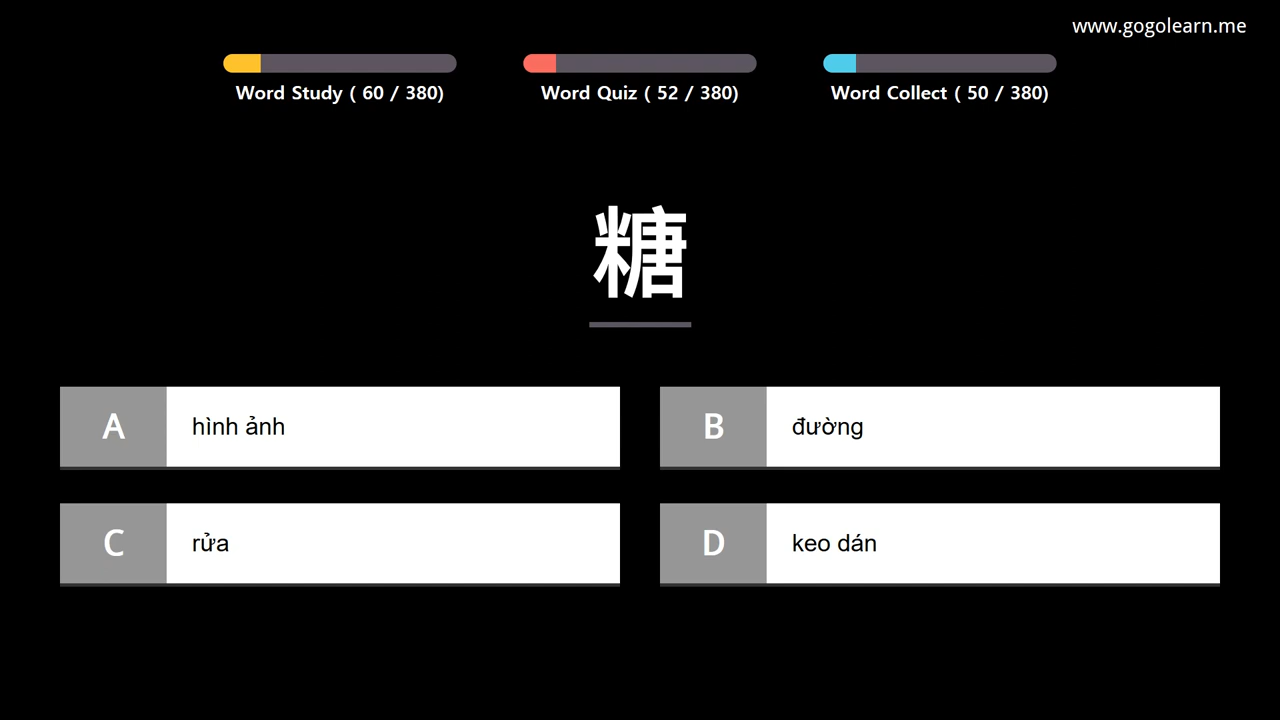 www.gogolearn.me
Word Study ( 60 / 380)
Word Quiz ( 52 / 380)
Word Collect ( 50 / 380)
糖
A hình ảnh
B đường
C rửa
D keo dán